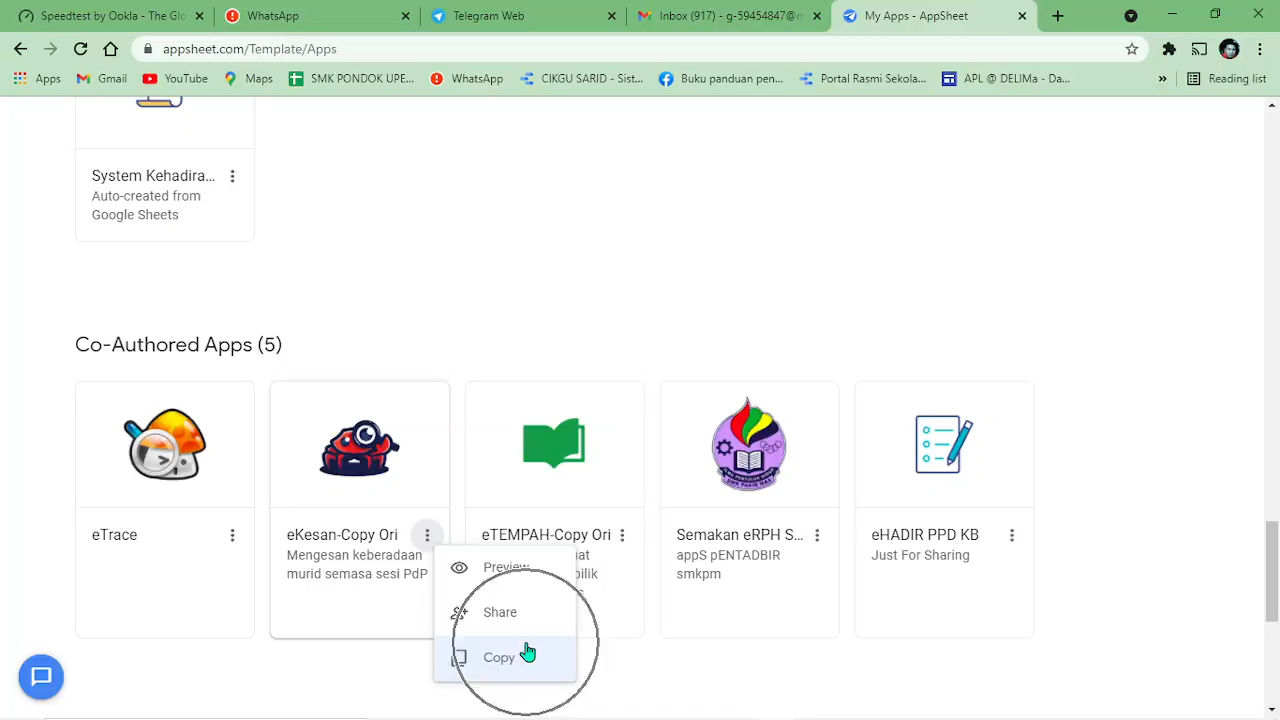 Speedtest by Ookla - The Glo
WhatsApp
Telegram Web
Inbox (917) - g-59454847@m
My Apps - AppSheet
appsheet.com/Template/Apps
Apps
Gmail
YouTube
Maps
SMK PONDOK UPE...
WhatsApp
CIKGU SARID - Sist...
Buku panduan pen...
Portal Rasmi Sekola...
APL @ DELIMa - Da...
»
Reading list
System Kehadira...
Auto-created from
Google Sheets
Co-Authored Apps (5)
eTrace
eKesan-Copy Ori
Mengesan keberadaan
murid semasa sesi PdP
eTEMPAH-Copy Ori
Semakan eRPH S...
appS pENTADBIR
smkpm
eHADIR PPD KB
Just For Sharing
Preview
Share
Copy